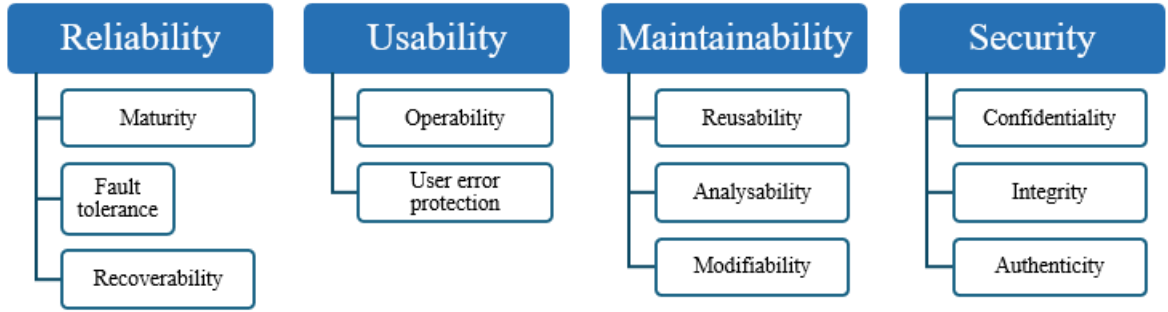 Reliability
Maturity
Fault
tolerance
Recoverability
Usability
Operability
User error
protection
Maintainability
Reusability
Analysability
Modifiability
Security
Confidentiality
Integrity
Authenticity